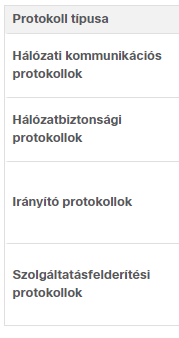 Protokoll típusa
Hálózati kommunikációs
protokollok
Hálózatbiztonsági
protokollok
Irányító protokollok
Szolgáltatásfelderítési
protokollok